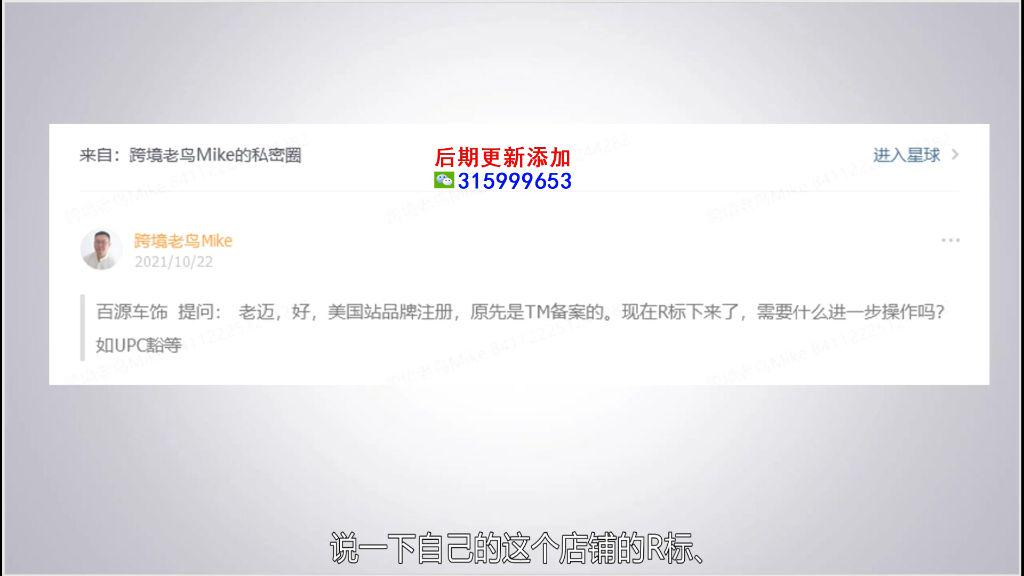 来自：跨境老鸟Mike的私密圈
后期更新添加
进入星球
315999653
跨境老鸟Mike
2021/10/22
百源车饰 提问： 老迈，好，美国站品牌注册，原先是TM备案的。现在R标下来了，需要什么进一步操作吗？
如UPC豁等
说一下自己的这个店铺的R标、